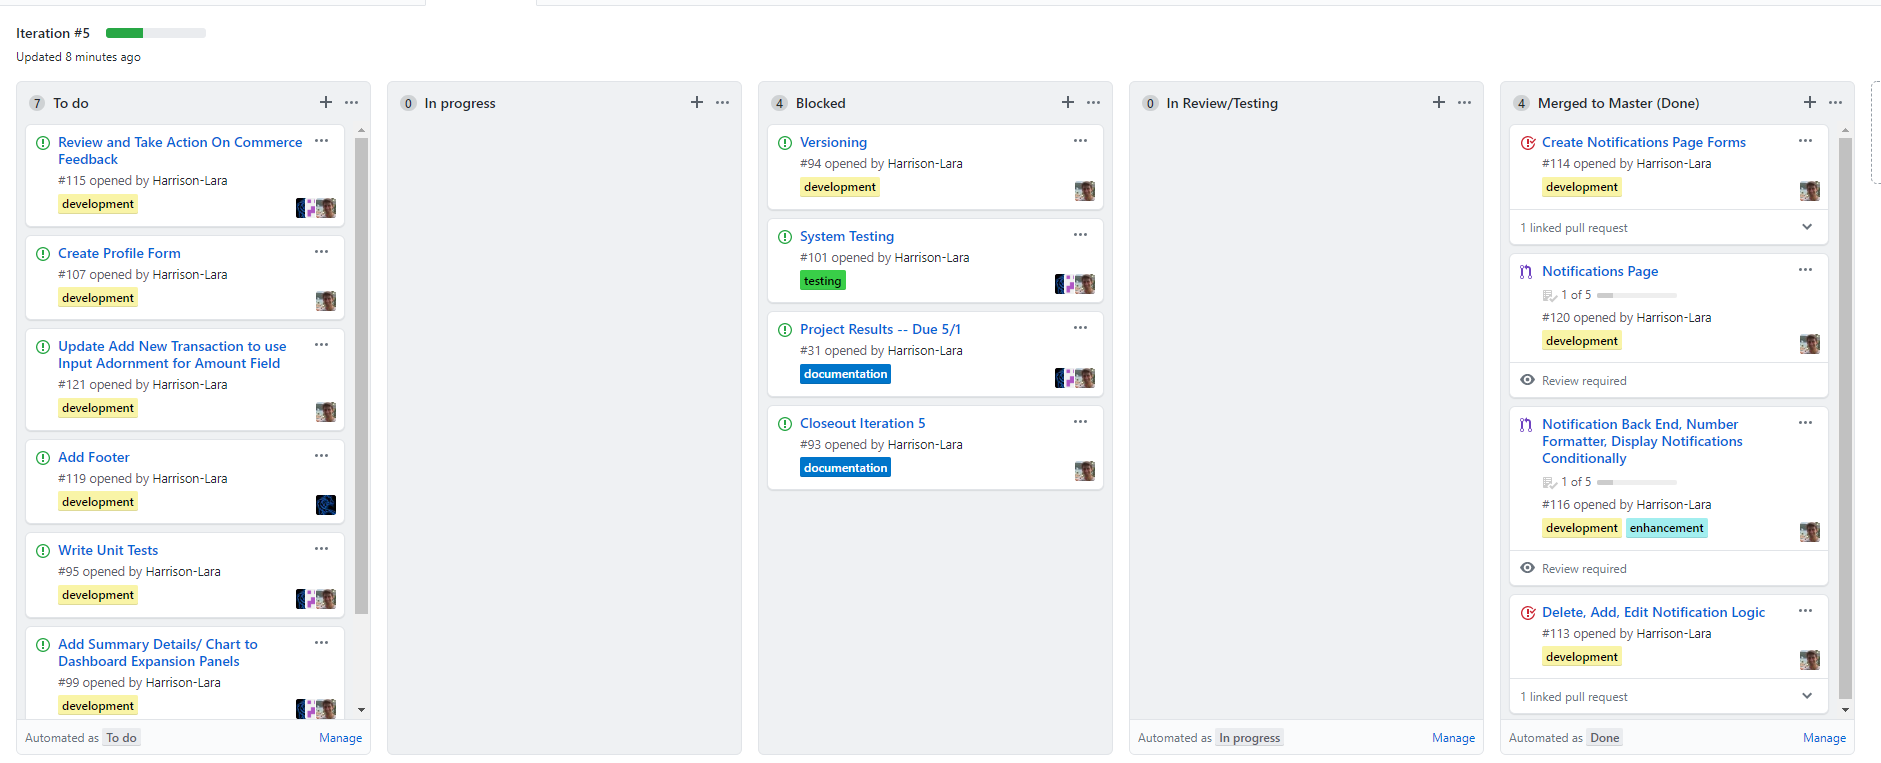 Iteration #5
Updated 8 minutes ago
7 To do
Review and Take Action On Commerce
Feedback
#115 opened by Harrison-Lara
development
Create Profile Form
#107 opened by Harrison-Lara
development
Update Add New Transaction to use
Input Adornment for Amount Field
#121 opened by Harrison-Lara
development
Add Footer
#119 opened by Harrison-Lara
development
Write Unit Tests
#95 opened by Harrison-Lara
development
Add Summary Details/ Chart to
Dashboard Expansion Panels
#99 opened by Harrison-Lara
development
Automated as To do Manage
0 In progress
4 Blocked
Versioning
#94 opened by Harrison-Lara
development
System Testing
#101 opened by Harrison-Lara
testing
Project Results -- Due 5/1
#31 opened by Harrison-Lara
documentation
Closeout Iteration 5
#93 opened by Harrison-Lara
documentation
0 In Review/Testing
Automated as In progress Manage
4 Merged to Master (Done)
Create Notifications Page Forms
#114 opened by Harrison-Lara
development
1 linked pull request
Notifications Page
1 of 5
#120 opened by Harrison-Lara
development
Review required
Notification Back End, Number
Formatter, Display Notifications
Conditionally
1 of 5
#116 opened by Harrison-Lara
development enhancement
Review required
Delete, Add, Edit Notification Logic
#113 opened by Harrison-Lara
development
1 linked pull request
Automated as Done Manage